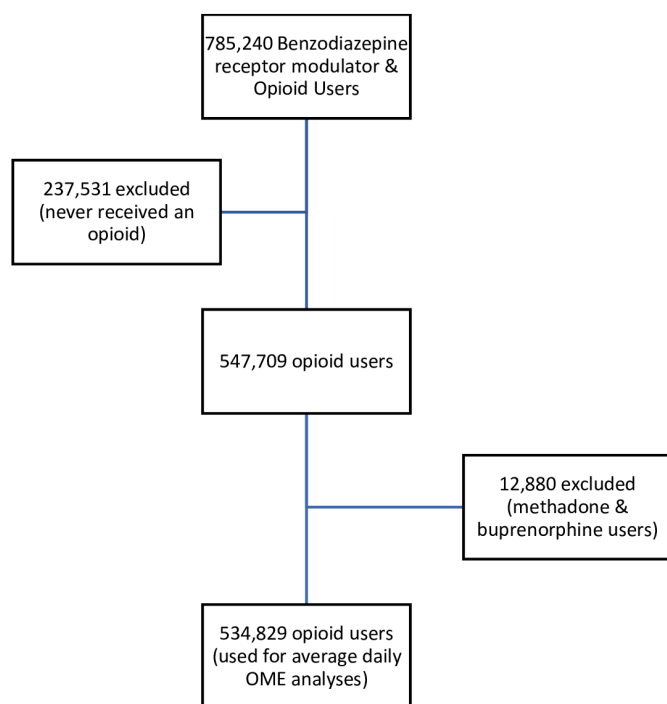 785,240 Benzodiazepine
receptor modulator &
Opioid Users
237,531 excluded
(never received an
opioid)
547,709 opioid users
12,880 excluded
(methadone &
buprenorphine users)
534,829 opioid users
(used for average daily
OME analyses)